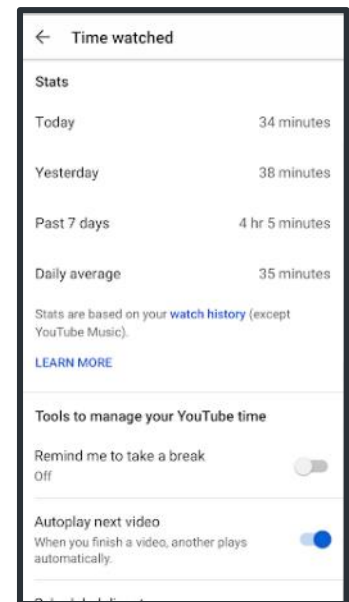 Time watched
Stats
Today 34 minutes
Yesterday 38 minutes
Past 7 days 4 hr 5 minutes
Daily average 35 minutes
Stats are based on your watch history (except
YouTube Music).
LEARN MORE
Tools to manage your YouTube time
Remind me to take a break
Off
Autoplay next video
When you finish a video, another plays
automatically.